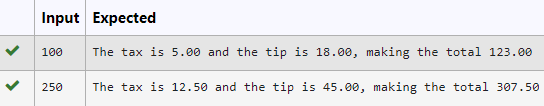 Input Expected
100 The tax is 5.00 and the tip is 18.00, making the total 123.00
250 The tax is 12.50 and the tip is 45.00, making the total 307.50